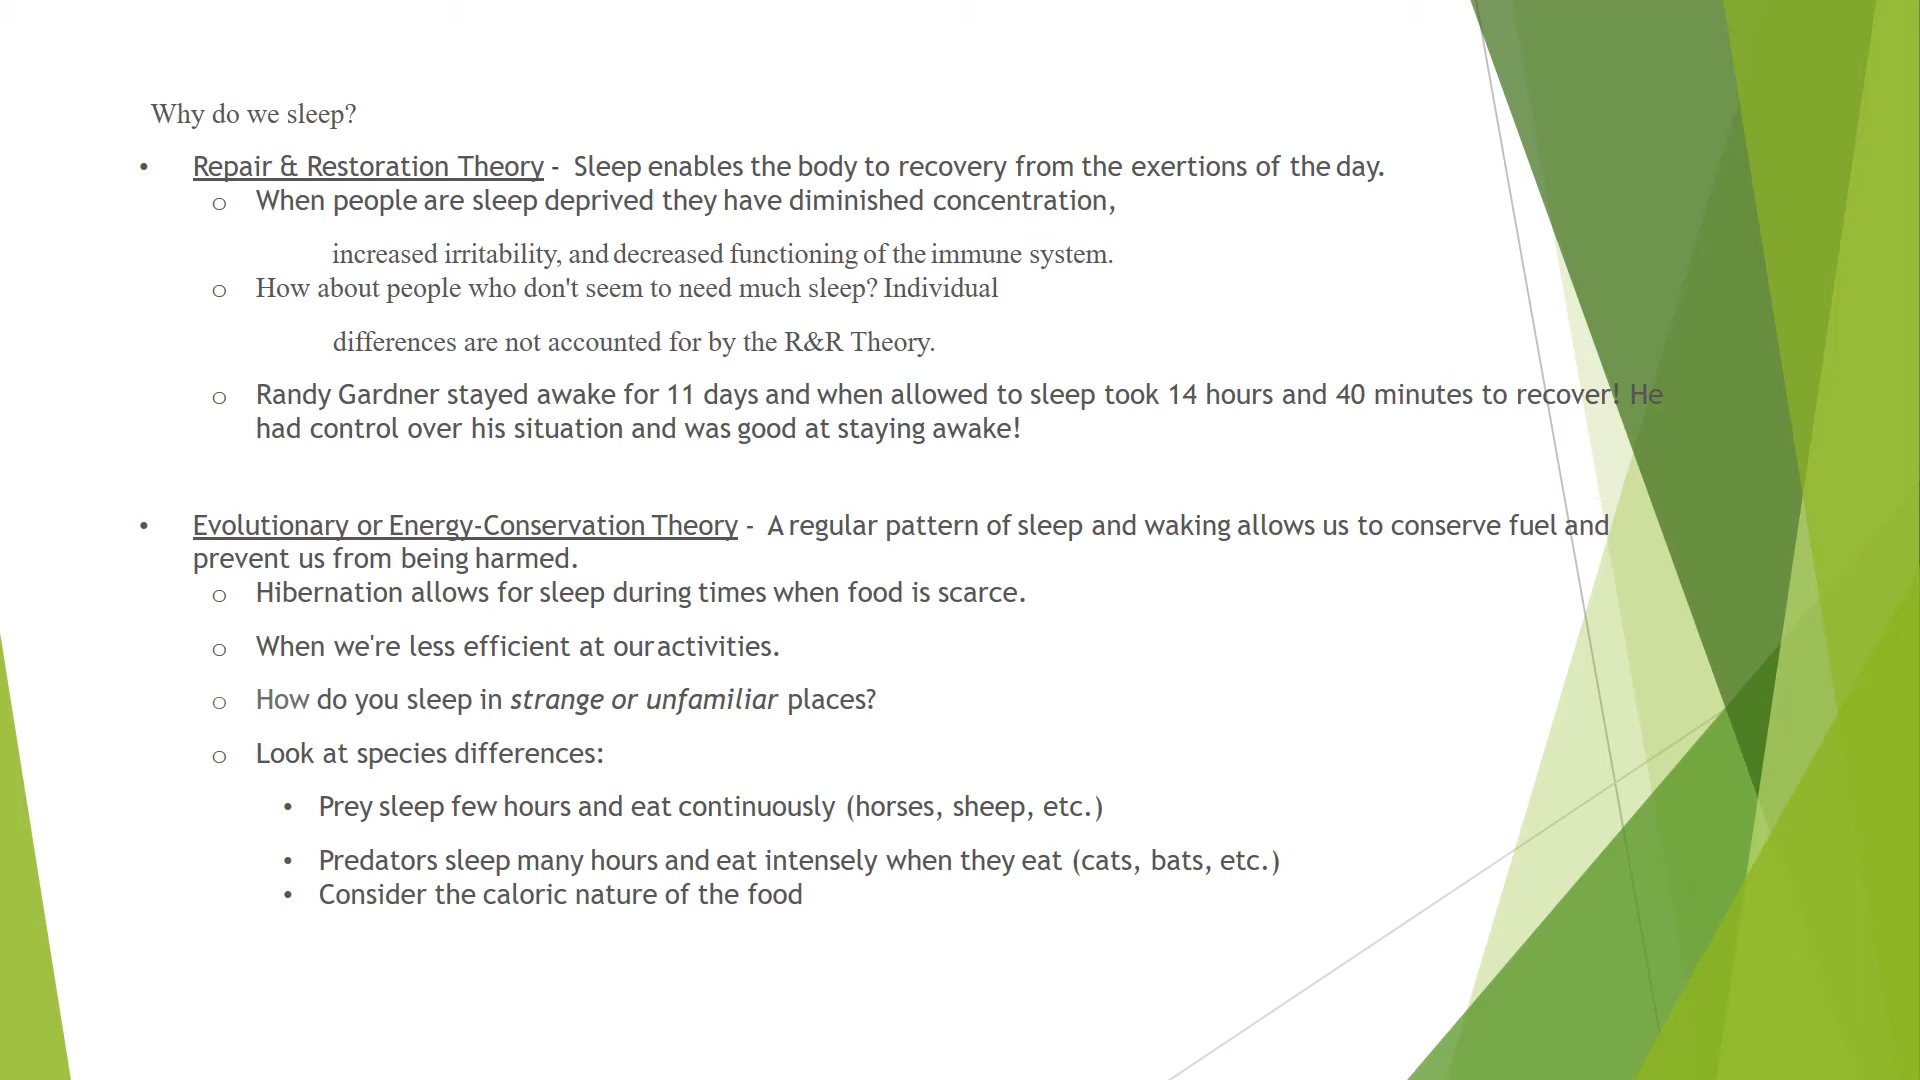 Why do we sleep?
• Repair & Restoration Theory - Sleep enables the body to recovery from the exertions of the day.
o When people are sleep deprived they have diminished concentration,
increased irritability, and decreased functioning of the immune system.
o How about people who don't seem to need much sleep? Individual
differences are not accounted for by the R&R Theory.
o Randy Gardner stayed awake for 11 days and when allowed to sleep took 14 hours and 40 minutes to recover! He
had control over his situation and was good at staying awake!
• Evolutionary or Energy-Conservation Theory - A regular pattern of sleep and waking allows us to conserve fuel and
prevent us from being harmed.
o Hibernation allows for sleep during times when food is scarce.
o When we're less efficient at our activities.
o How do you sleep in strange or unfamiliar places?
o Look at species differences:
• Prey sleep few hours and eat continuously (horses, sheep, etc.)
• Predators sleep many hours and eat intensely when they eat (cats, bats, etc.)
• Consider the caloric nature of the food